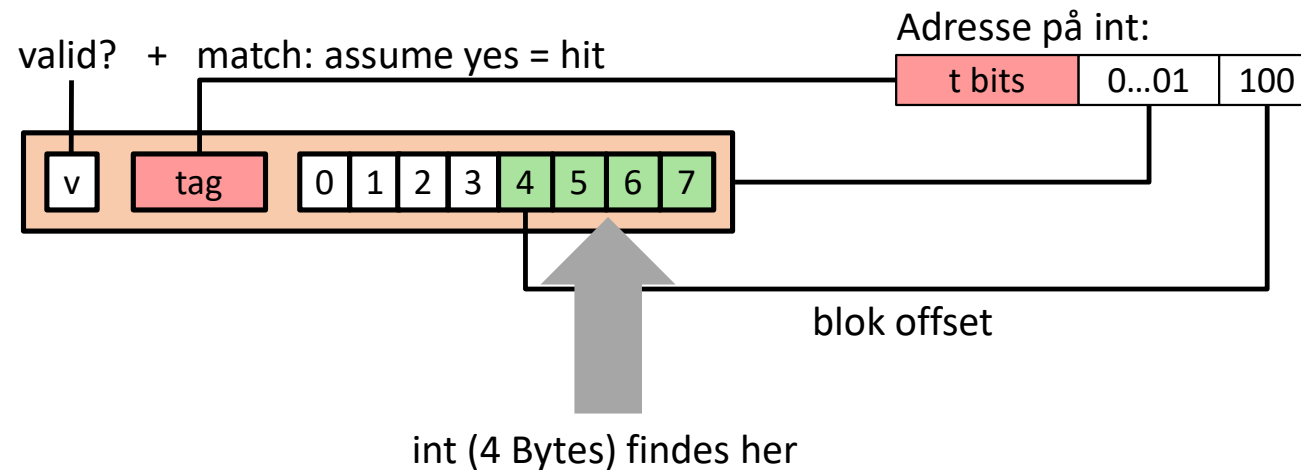 Adresse på int:
valid? + match: assume yes = hit
t bits 0...01 100
v tag 0 1 2 3 4 5 6 7
blok offset
int (4 Bytes) findes her